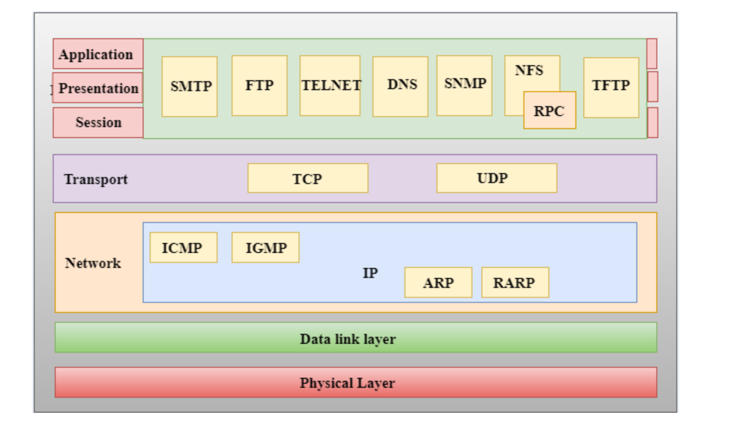 Application
Presentation
Session
SMTP
FTP
TELNET
DNS
SNMP
NFS
RPC
TFTP
Transport
TCP
UDP
Network
ICMP
IGMP
IP
ARP
RARP
Data link layer
Physical Layer